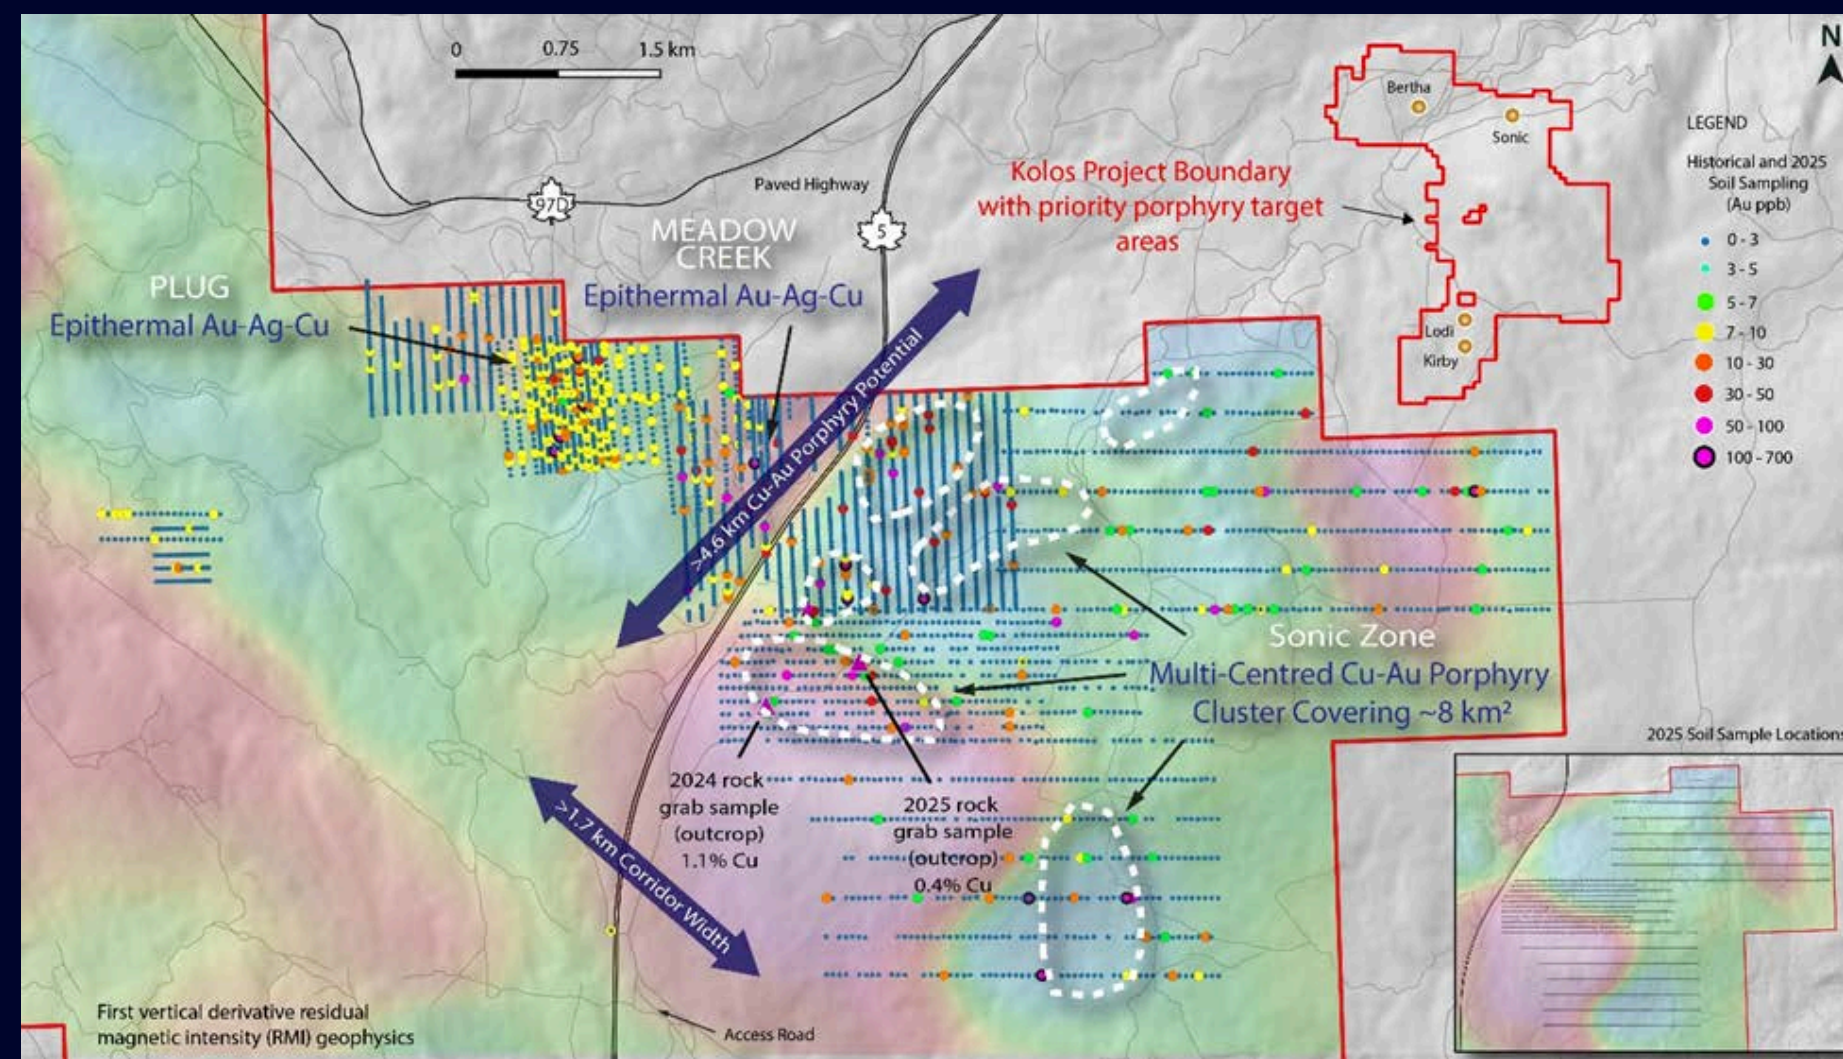 0 0.75 1.5 km
N
Bertha
Sonic
Lodi
Kirby
Kolos Project Boundary
with priority porphyry target
areas
LEGEND
Historical and 2025
Soil Sampling
(Au ppb)
0 - 3
3 - 5
5 - 7
7 - 10
10 - 30
30 - 50
50 - 100
100 - 700
Paved Highway
97D
5
MEADOW
CREEK
Epithermal Au-Ag-Cu
PLUG
Epithermal Au-Ag-Cu
>4.6 km Cu-Au Porphyry Potential
Sonic Zone
Multi-Centred Cu-Au Porphyry
Cluster Covering ~8 km²
2024 rock
grab sample
(outcrop)
1.1% Cu
2025 rock
grab sample
(outcrop)
0.4% Cu
>1.7 km Corridor Width
2025 Soil Sample Locations
First vertical derivative residual
magnetic intensity (RMI) geophysics
Access Road